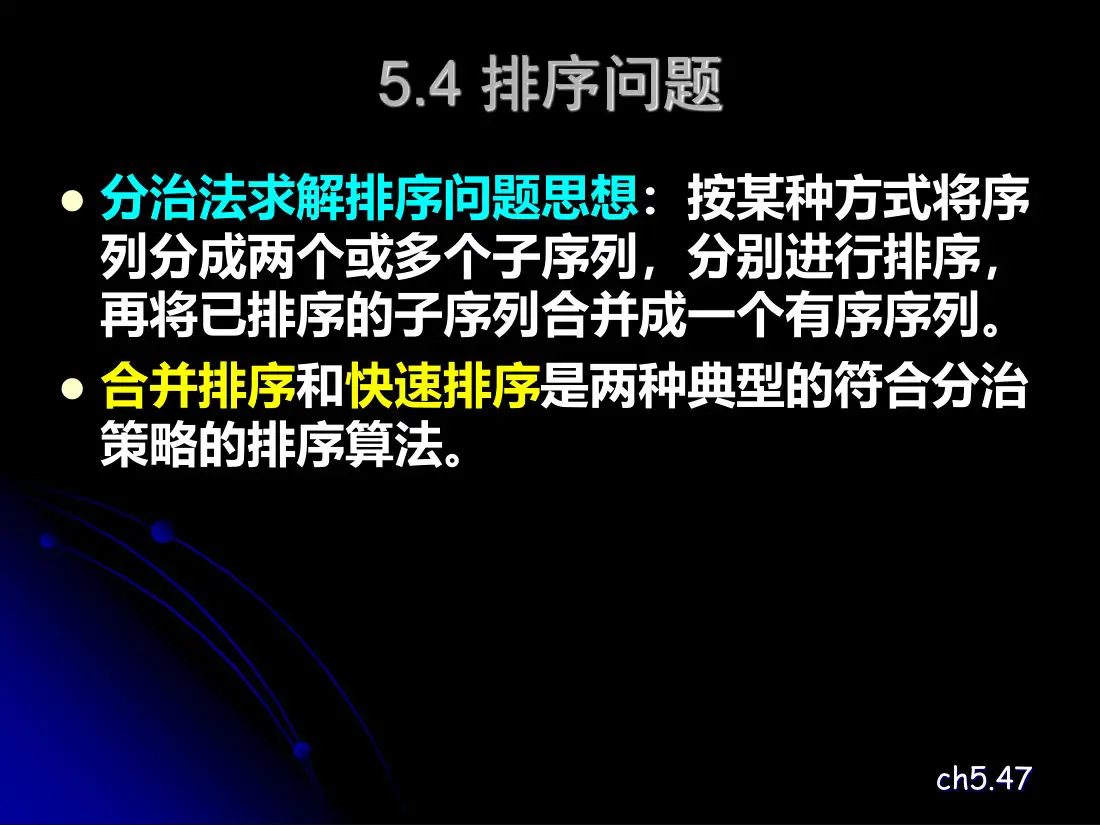 5.4 排序问题
分治法求解排序问题思想：按某种方式将序
列分成两个或多个子序列，分别进行排序，
再将已排序的子序列合并成一个有序序列。
合并排序和快速排序是两种典型的符合分治
策略的排序算法。
ch5.47